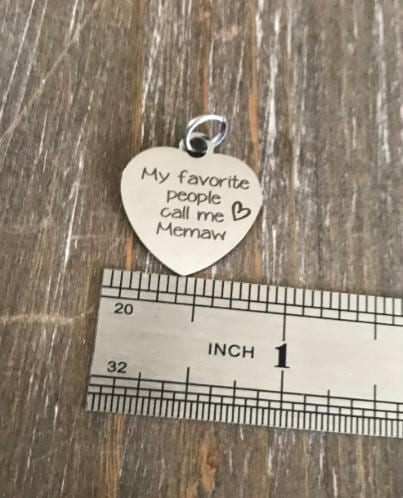 My favorite
people
call me
Memaw
20
INCH 1
32